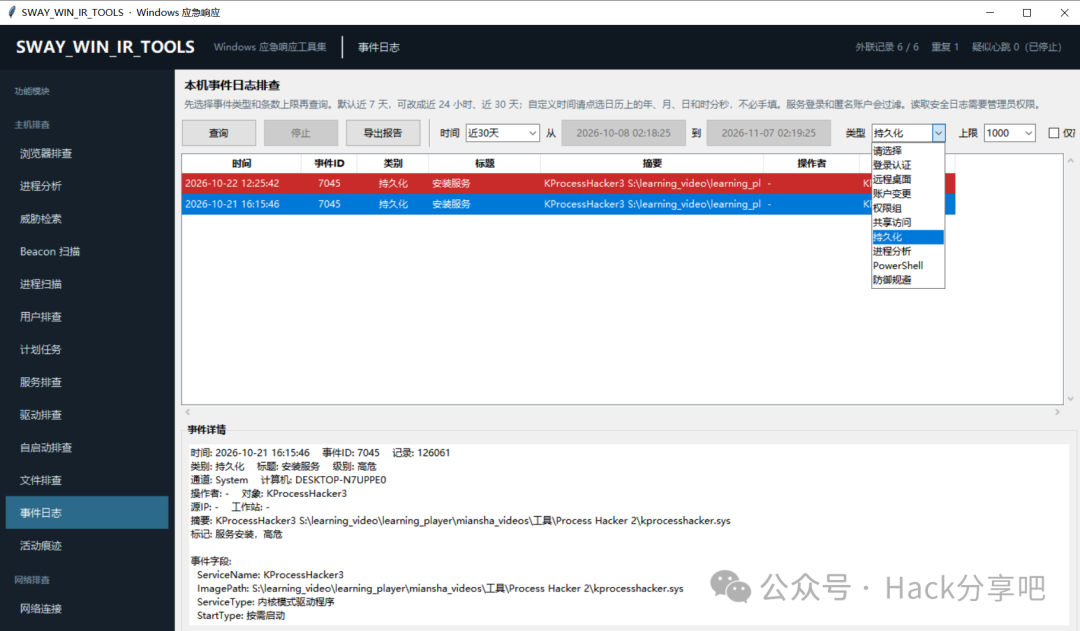 SWAY_WIN_IR_TOOLS · Windows 应急响应
SWAY_WIN_IR_TOOLS Windows 应急响应工具集 事件日志 外联记录 6 / 6 重复 1 疑似心跳 0 (已停止)
功能模块
主机排查
浏览器排查
进程分析
威胁检索
Beacon 扫描
进程扫描
用户排查
计划任务
服务排查
驱动排查
自启动排查
文件排查
事件日志
活动痕迹
网络排查
网络连接
本机事件日志排查
先选择事件类型和条数上限再查询。默认近 7 天，可改成近 24 小时、近 30 天；自定义时间请点选日历上的年、月、日和时分秒，不必手填。服务登录和匿名账户会过滤。读取安全日志需要管理员权限。
查询 停止 导出报告 时间 近30天 从 2026-10-08 02:18:25 到 2026-11-07 02:19:25 类型 持久化 上限 1000
请选择
登录认证
远程桌面
账户变更
权限组
共享访问
持久化
进程分析
PowerShell
防御规避
时间 事件ID 类别 标题 摘要 操作者
2026-10-22 12:25:42 7045 持久化 安装服务 KProcessHacker3 S:\learning_video\learning_pl -
2026-10-21 16:15:46 7045 持久化 安装服务 KProcessHacker3 S:\learning_video\learning_pl -
事件详情
时间: 2026-10-21 16:15:46 事件ID: 7045 记录: 126061
类别: 持久化 标题: 安装服务 级别: 高危
通道: System 计算机: DESKTOP-N7UPPE0
操作者: - 对象: KProcessHacker3
源IP: - 工作站: -
摘要: KProcessHacker3 S:\learning_video\learning_player\miansha_videos\工具\Process Hacker 2\kprocesshacker.sys
标记: 服务安装，高危
事件字段:
ServiceName: KProcessHacker3
ImagePath: S:\learning_video\learning_player\miansha_videos\工具\Process Hacker 2\kprocesshacker.sys
ServiceType: 内核模式驱动程序
StartType: 按需启动
公众号 · Hack分享吧